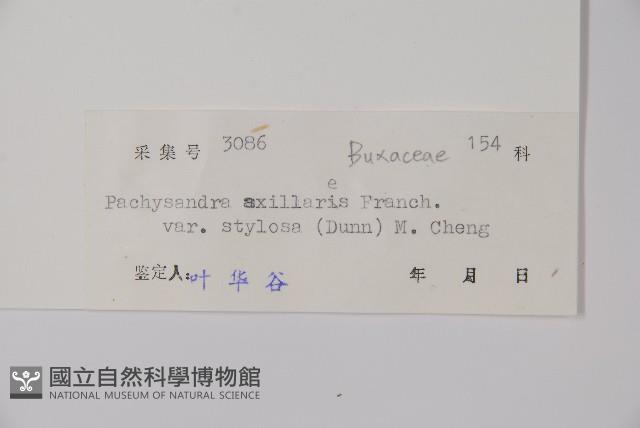 采集号 3086 Buxaceae 154 科
e
Pachysandra axillaris Franch.
var. stylosa (Dunn) M. Cheng
鉴定人: 叶华谷 年 月 日
國立自然科學博物館
NATIONAL MUSEUM OF NATURAL SCIENCE